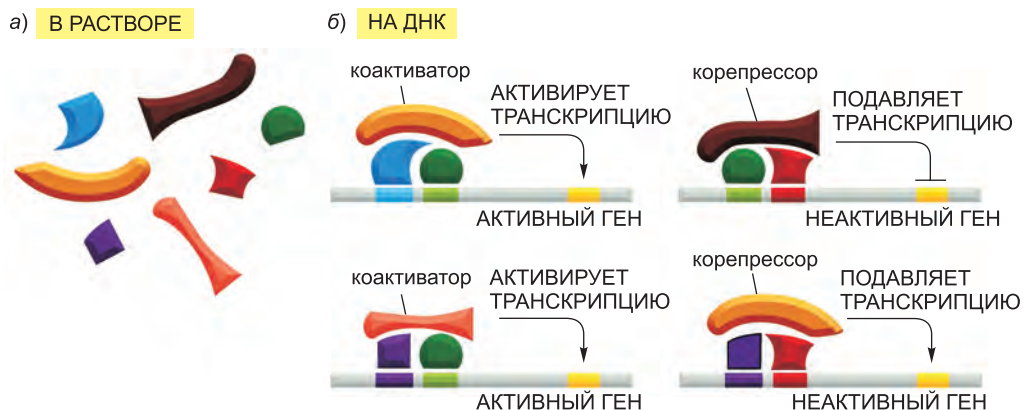 а) В РАСТВОРЕ
б) НА ДНК
коактиватор
АКТИВИРУЕТ
ТРАНСКРИПЦИЮ
АКТИВНЫЙ ГЕН
корепрессор
ПОДАВЛЯЕТ
ТРАНСКРИПЦИЮ
НЕАКТИВНЫЙ ГЕН
коактиватор
АКТИВИРУЕТ
ТРАНСКРИПЦИЮ
АКТИВНЫЙ ГЕН
корепрессор
ПОДАВЛЯЕТ
ТРАНСКРИПЦИЮ
НЕАКТИВНЫЙ ГЕН